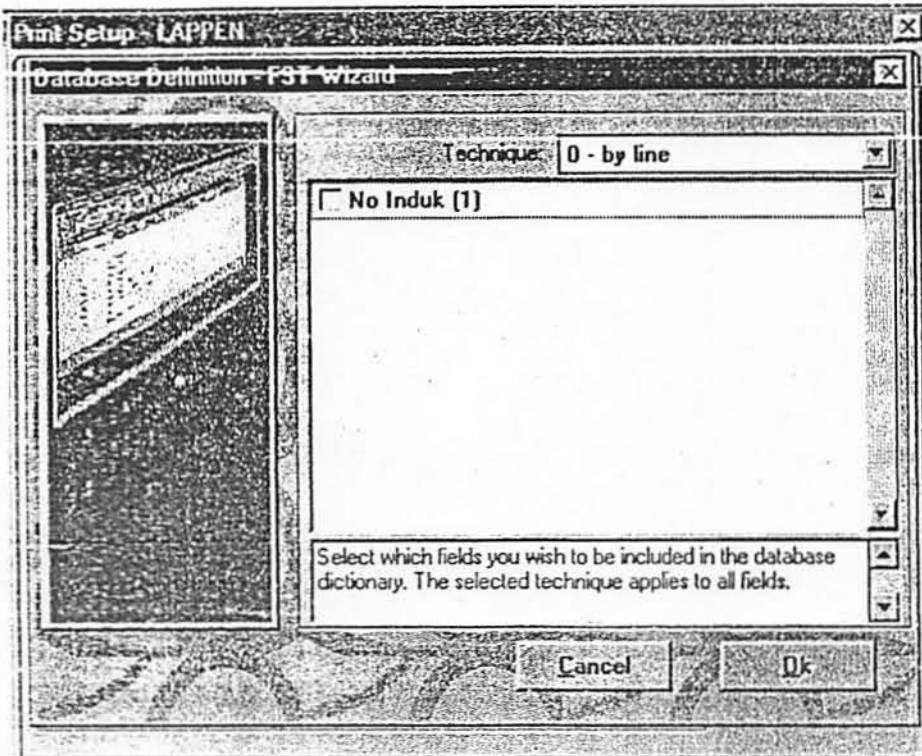 Print Setup - LAPPEN
Database Definition - FST Wizard
Technique: 0 - by line
No Induk (1)
Select which fields you wish to be included in the database
dictionary. The selected technique applies to all fields.
Cancel Ok